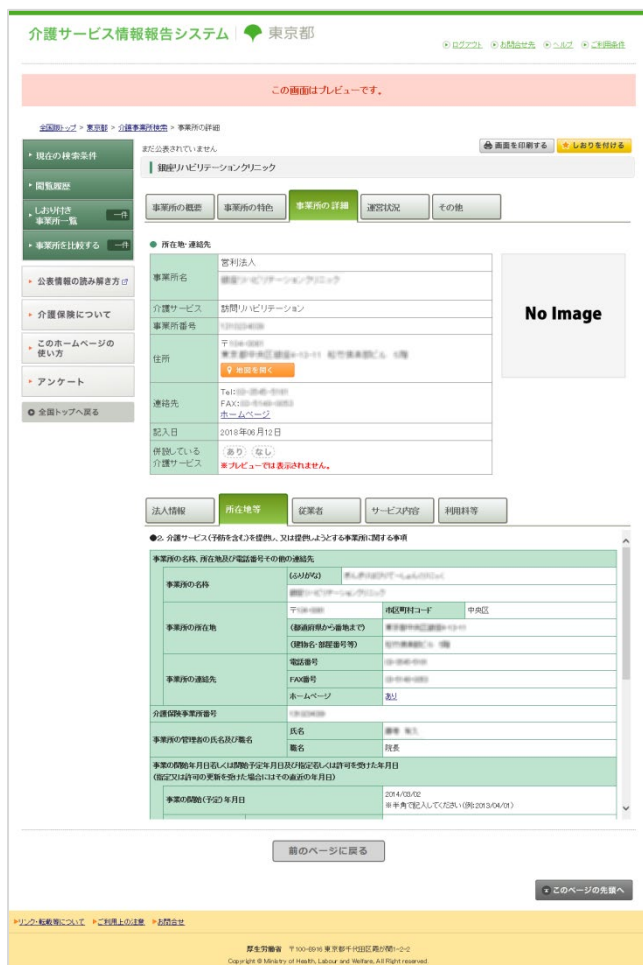 介護サービス情報報告システム 東京都
ログアウト お問合せ先 ヘルプ ご利用条件
この画面はプレビューです。
全国版トップ > 東京都 > 介護事業所検索 > 事業所の詳細
まだ公表されていません
画面を印刷する しおりを付ける
銀座リハビリテーションクリニック
現在の検索条件
閲覧履歴
しおり付き
事業所一覧 一件
事業所を比較する 一件
公表情報の読み解き方
介護保険について
このホームページの
使い方
アンケート
全国トップへ戻る
事業所の概要 事業所の特色 事業所の詳細 運営状況 その他
● 所在地・連絡先
事業所名 営利法人
介護サービス 訪問リハビリテーション
事業所番号
住所 〒
地図を開く
連絡先 Tel:
FAX:
ホームページ
記入日 2018年06月12日
併設している
介護サービス
あり なし
※プレビューでは表示されません。
No Image
法人情報 所在地等 従業者 サービス内容 利用料等
●2. 介護サービス(予防を含む)を提供し、又は提供しようとする事業所に関する事項
事業所の名称、所在地及び電話番号その他の連絡先
事業所の名称 (ふりがな)
事業所の所在地 〒 市区町村コード 中央区
(都道府県から番地まで)
(建物名・部屋番号等)
事業所の連絡先 電話番号
FAX番号
ホームページ あり
介護保険事業所番号
事業所の管理者の氏名及び職名 氏名
職名 院長
事業の開始年月日若しくは開始予定年月日及び指定若しくは許可を受けた年月日
(指定又は許可の更新を受けた場合にはその直近の年月日)
事業の開始(予定)年月日 2014/03/02
※半角で記入してください(例:2013/04/01)
前のページに戻る
このページの先頭へ
リンク・転載等について ご利用上の注意 お問合せ
厚生労働省 〒100-8916 東京都千代田区霞が関1-2-2
Copyright © Ministry of Health, Labour and Welfare, All Right reserved.